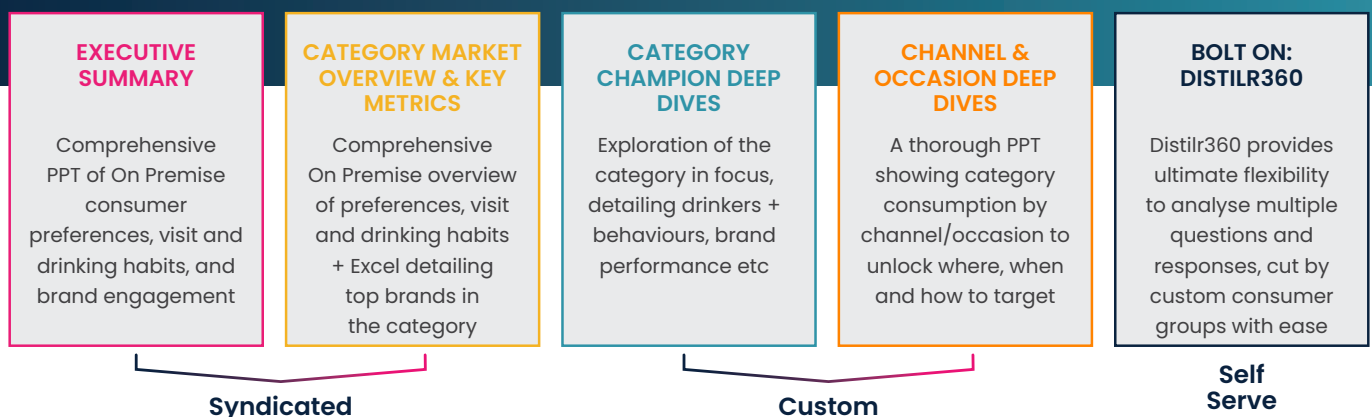 EXECUTIVE
SUMMARY
Comprehensive
PPT of On Premise
consumer
preferences, visit and
drinking habits, and
brand engagement
CATEGORY MARKET
OVERVIEW & KEY
METRICS
Comprehensive
On Premise overview
of preferences, visit
and drinking habits
+ Excel detailing
top brands in
the category
CATEGORY
CHAMPION DEEP
DIVES
Exploration of the
category in focus,
detailing drinkers +
behaviours, brand
performance etc
CHANNEL &
OCCASION DEEP
DIVES
A thorough PPT
showing category
consumption by
channel/occasion to
unlock where, when
and how to target
BOLT ON:
DISTILR360
Distilr360 provides
ultimate flexibility
to analyse multiple
questions and
responses, cut by
custom consumer
groups with ease
Syndicated
Custom
Self
Serve